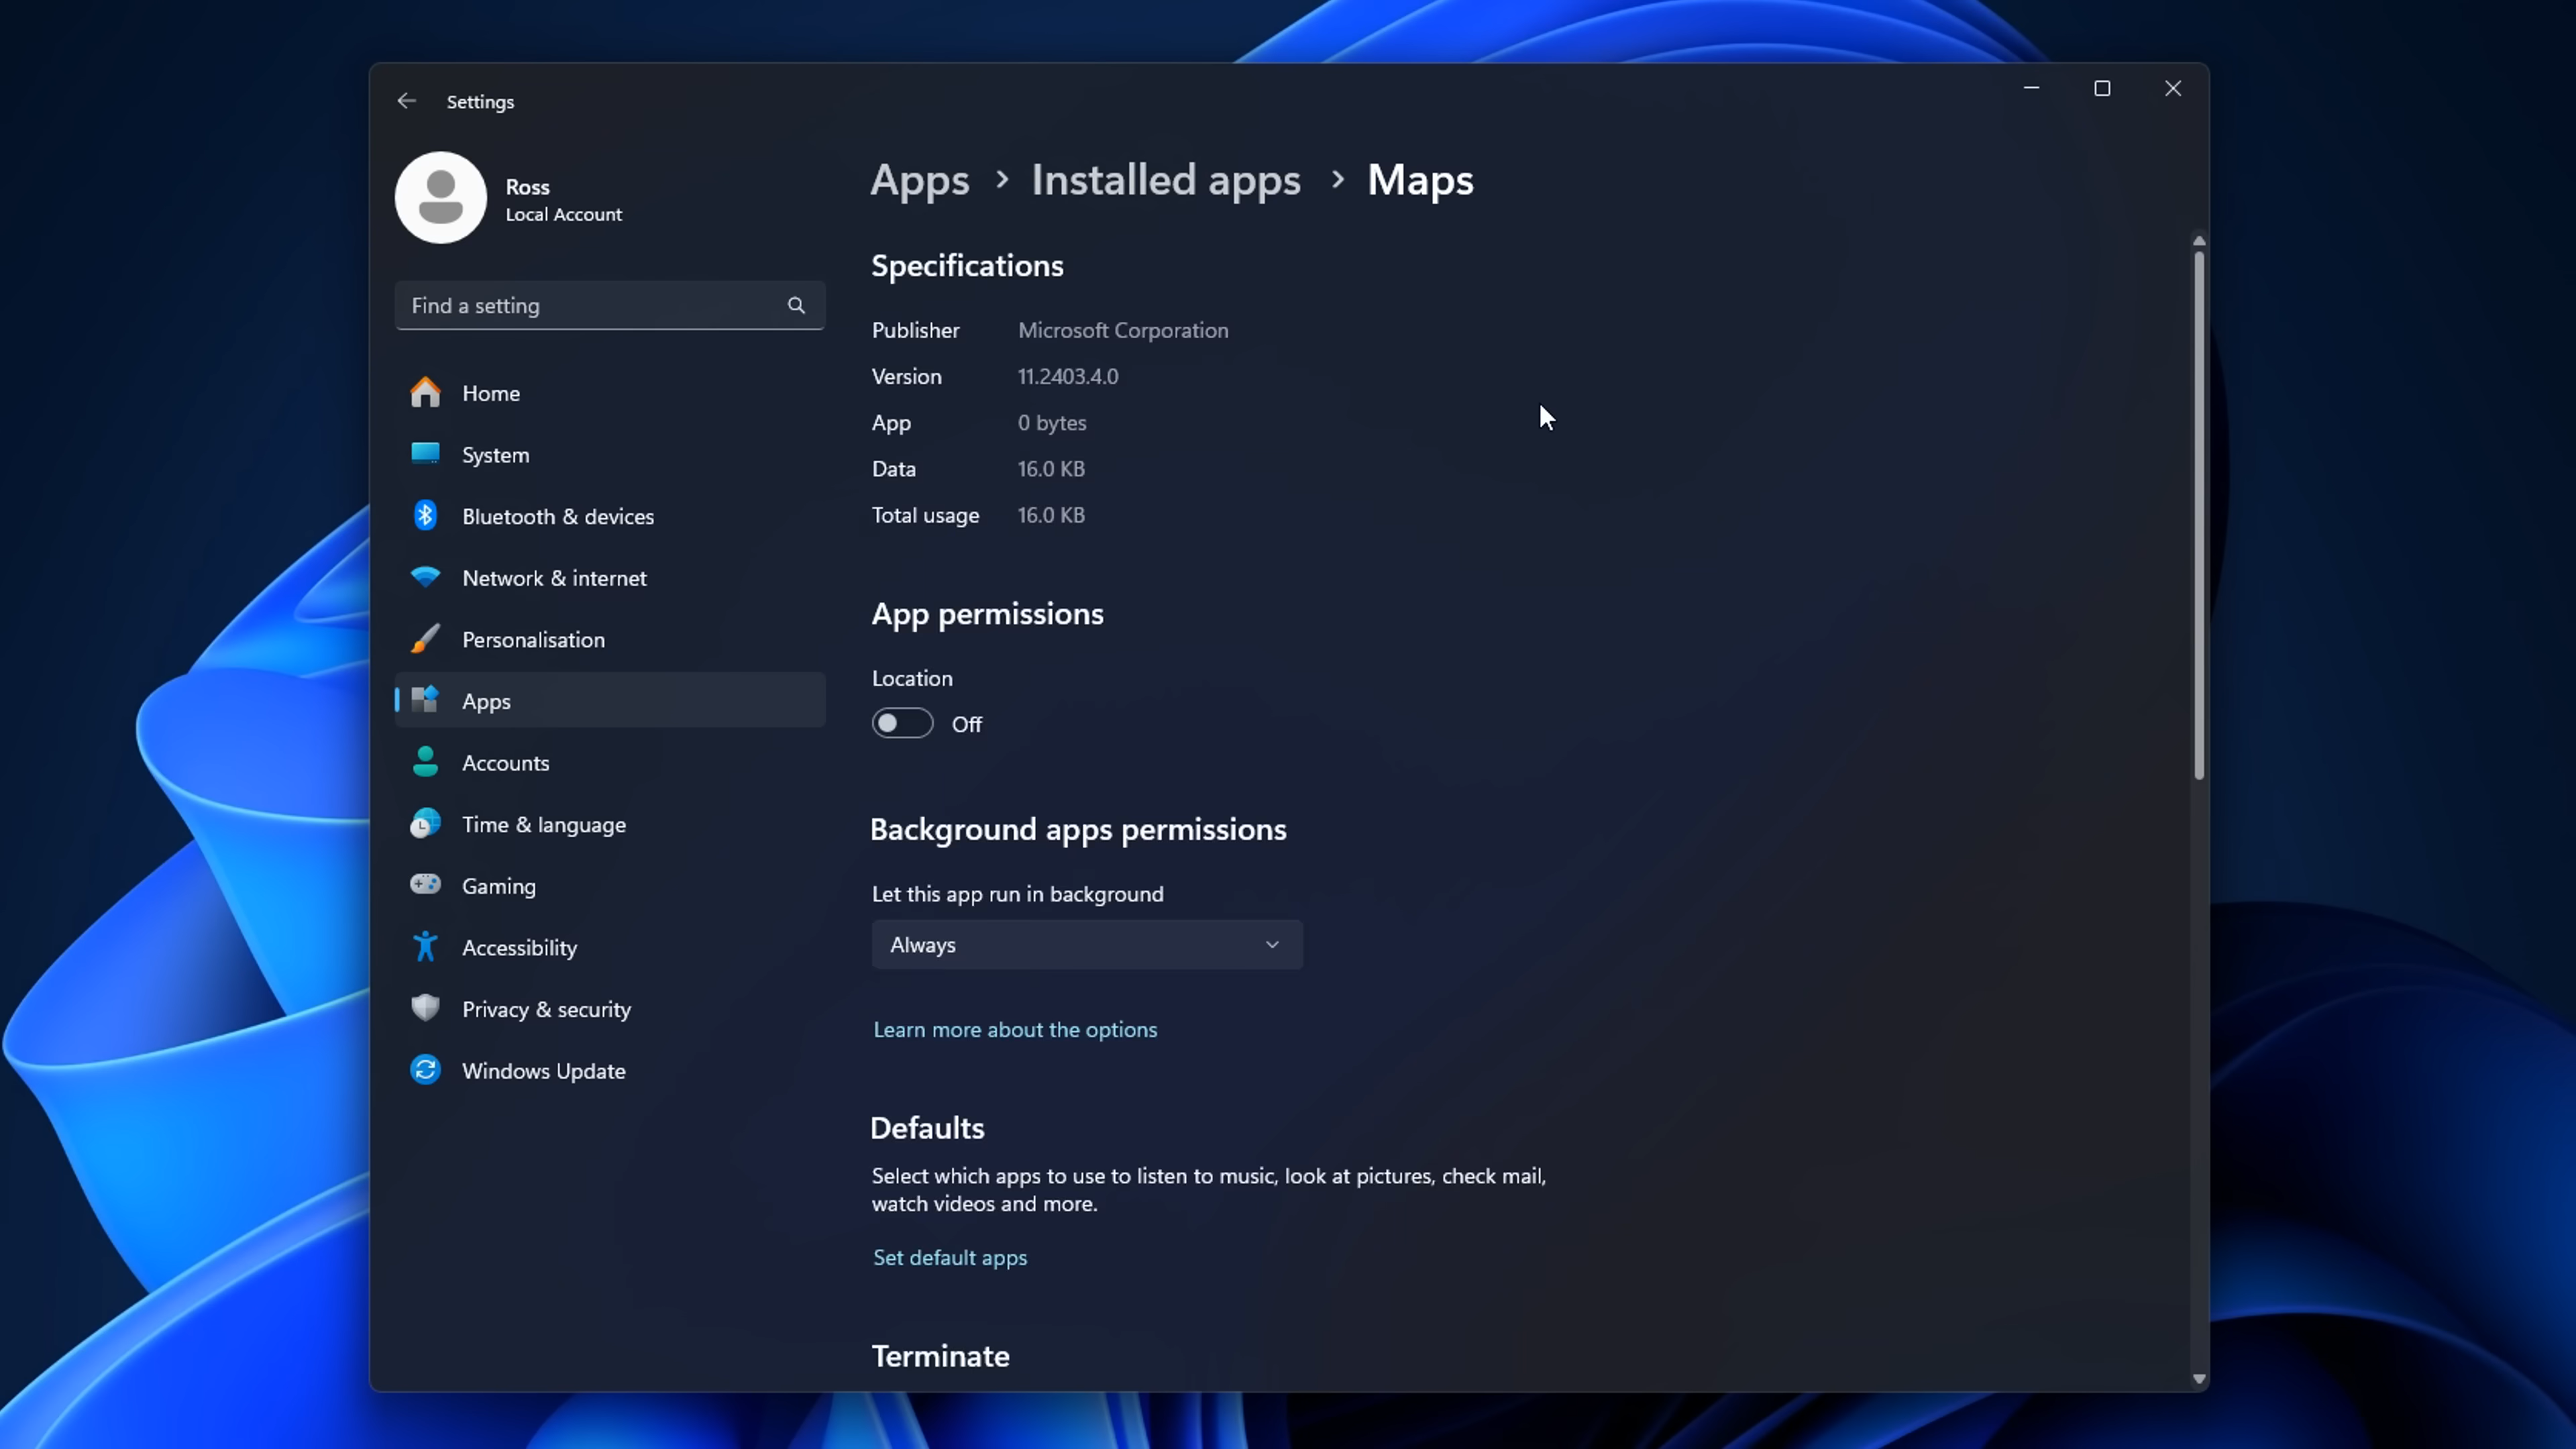 Settings
Ross
Local Account
Find a setting
Home
System
Bluetooth & devices
Network & internet
Personalisation
Apps
Accounts
Time & language
Gaming
Accessibility
Privacy & security
Windows Update
Apps > Installed apps > Maps
Specifications
Publisher Microsoft Corporation
Version 11.2403.4.0
App 0 bytes
Data 16.0 KB
Total usage 16.0 KB
App permissions
Location
Off
Background apps permissions
Let this app run in background
Always
Learn more about the options
Defaults
Select which apps to use to listen to music, look at pictures, check mail,
watch videos and more.
Set default apps
Terminate